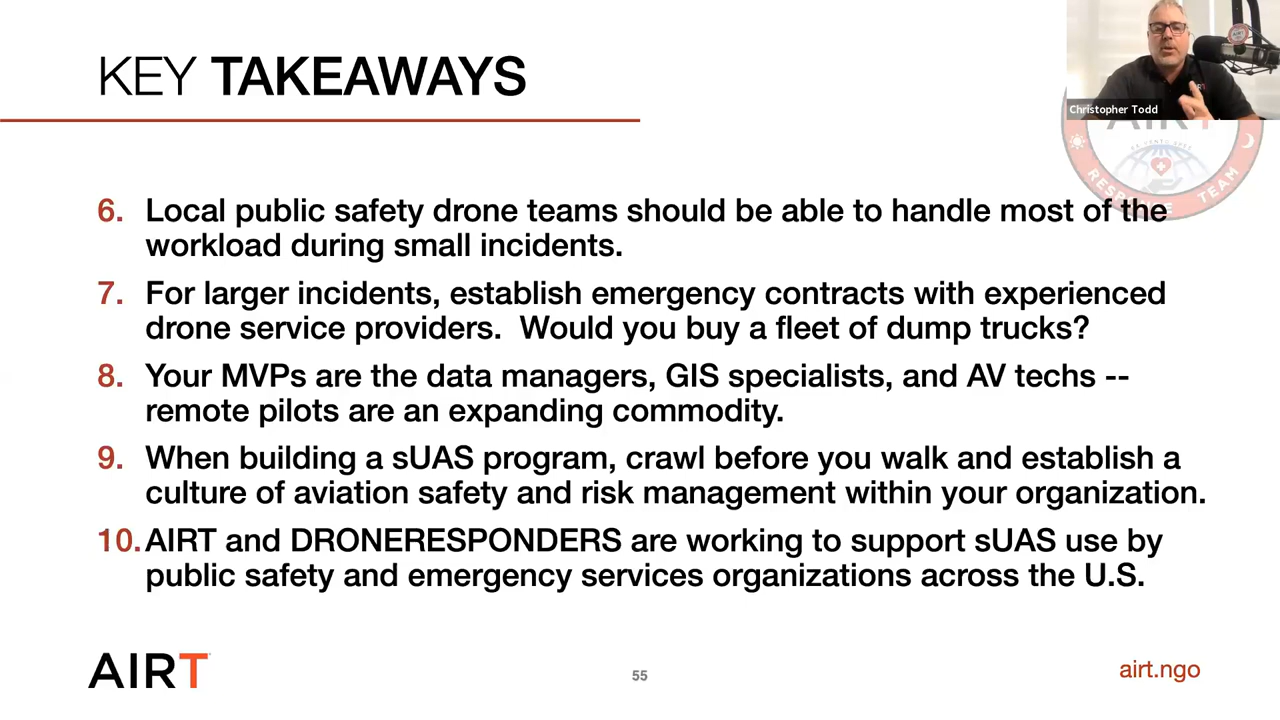 KEY TAKEAWAYS
AIRT
Christopher Todd
AIRT
RESPONSE TEAM
6. Local public safety drone teams should be able to handle most of the
workload during small incidents.
7. For larger incidents, establish emergency contracts with experienced
drone service providers. Would you buy a fleet of dump trucks?
8. Your MVPs are the data managers, GIS specialists, and AV techs --
remote pilots are an expanding commodity.
9. When building a sUAS program, crawl before you walk and establish a
culture of aviation safety and risk management within your organization.
10. AIRT and DRONERESPONDERS are working to support sUAS use by
public safety and emergency services organizations across the U.S.
AIRT
55
airt.ngo